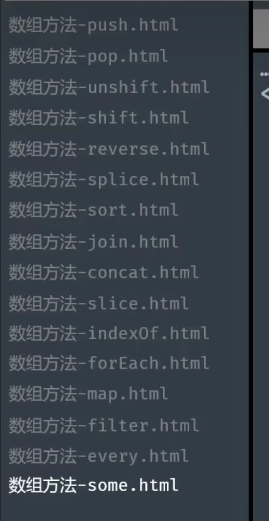 数组方法-push.html
数组方法-pop.html
数组方法-unshift.html
数组方法-shift.html
数组方法-reverse.html
数组方法-splice.html
数组方法-sort.html
数组方法-join.html
数组方法-concat.html
数组方法-slice.html
数组方法-indexOf.html
数组方法-forEach.html
数组方法-map.html
数组方法-filter.html
数组方法-every.html
数组方法-some.html